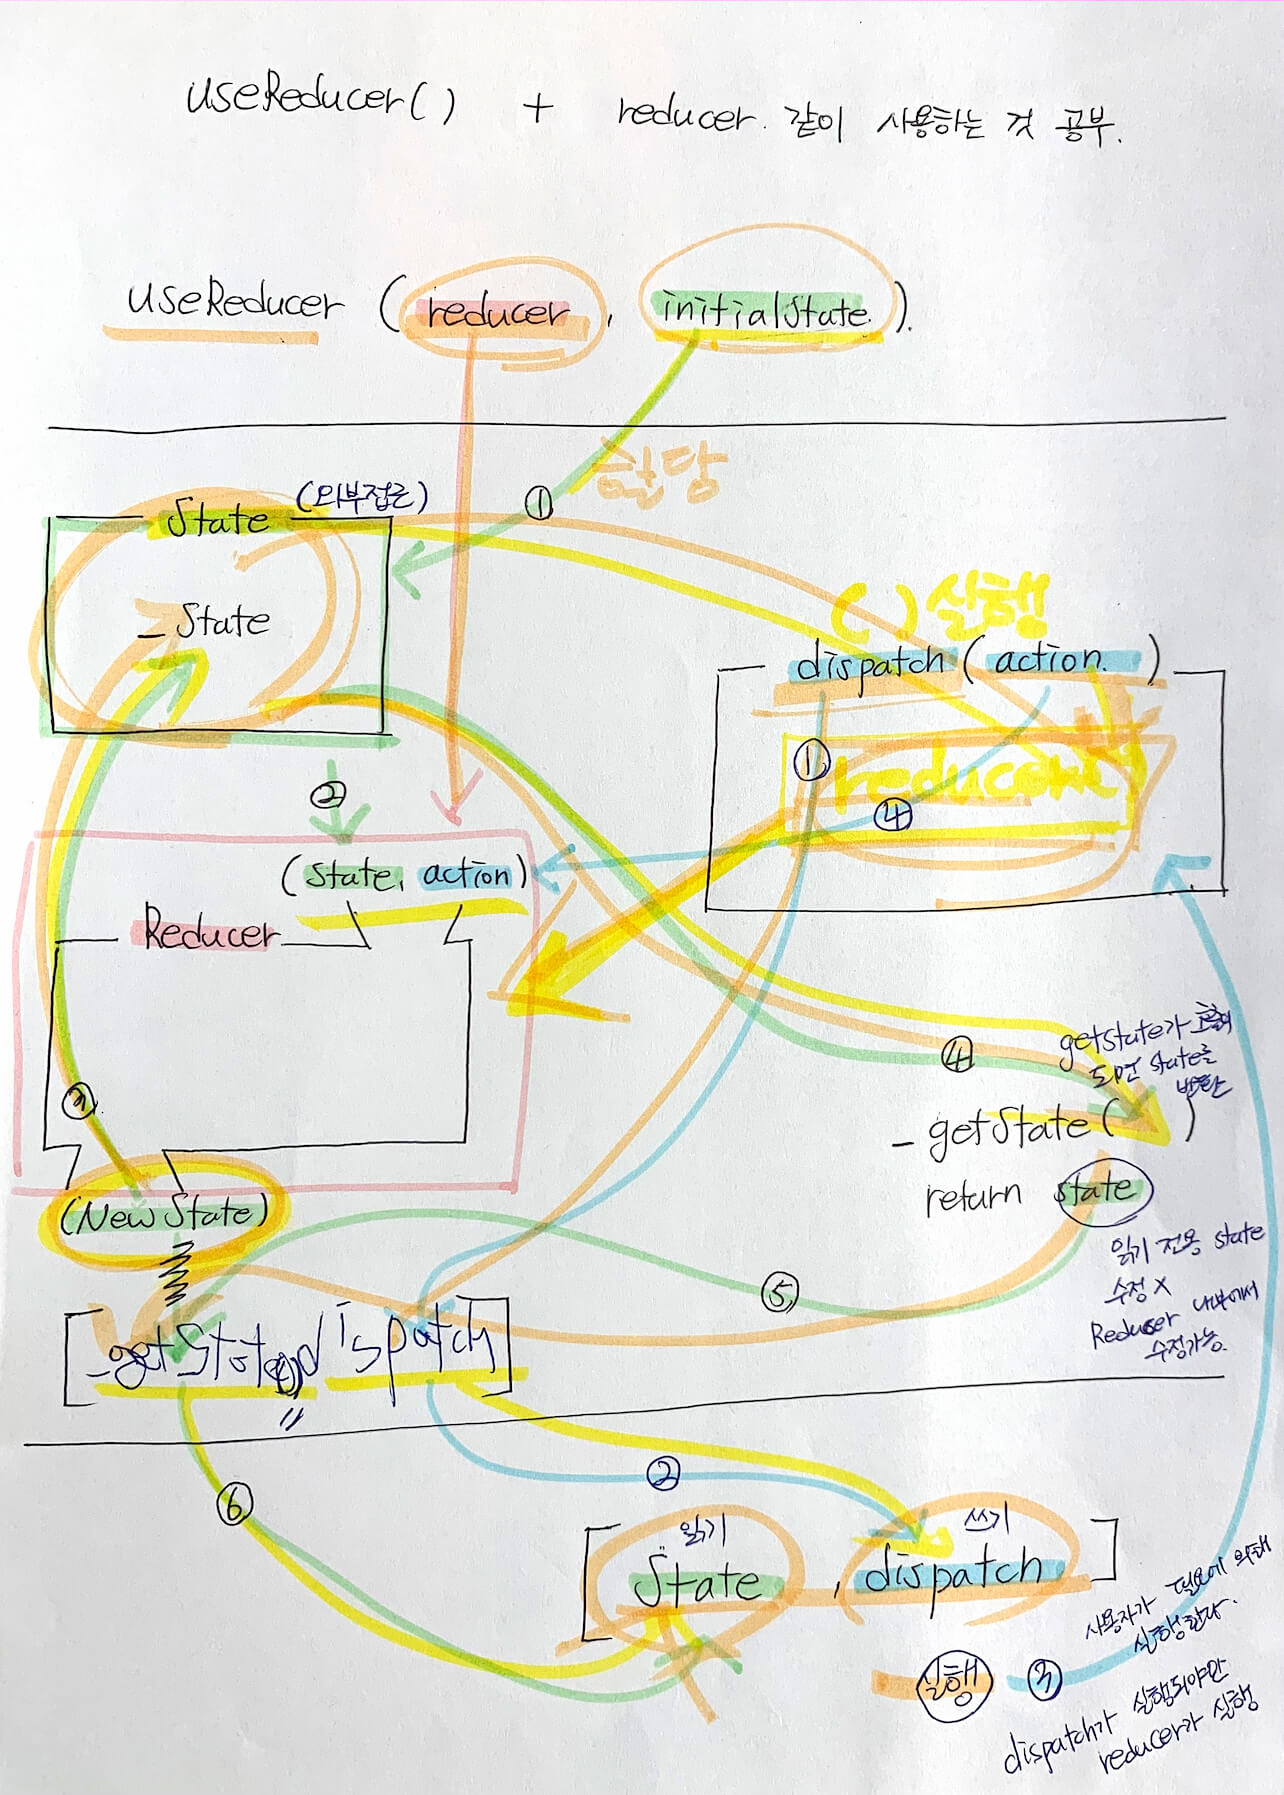 useReducer() + reducer. 같이 사용하는 것 공부.
useReducer (reducer, initialState).
할당
①
State (외부접근)
_ State
( ) 실행
dispatch (action.)
①
④
②
(State, action)
Reducer
④
getState가 호출이
되면 state를
반환
_ getState( )
return state
(New State)
읽기 전용 state
수정 X
Reducer 내부에서
수정가능.
⑤
dispatch]
②
⑥
읽기 쓰기
[State, dispatch]
사용자가 필요에 의해
실행한다.
실행 ③
dispatch가 실행되야만
reducer가 실행